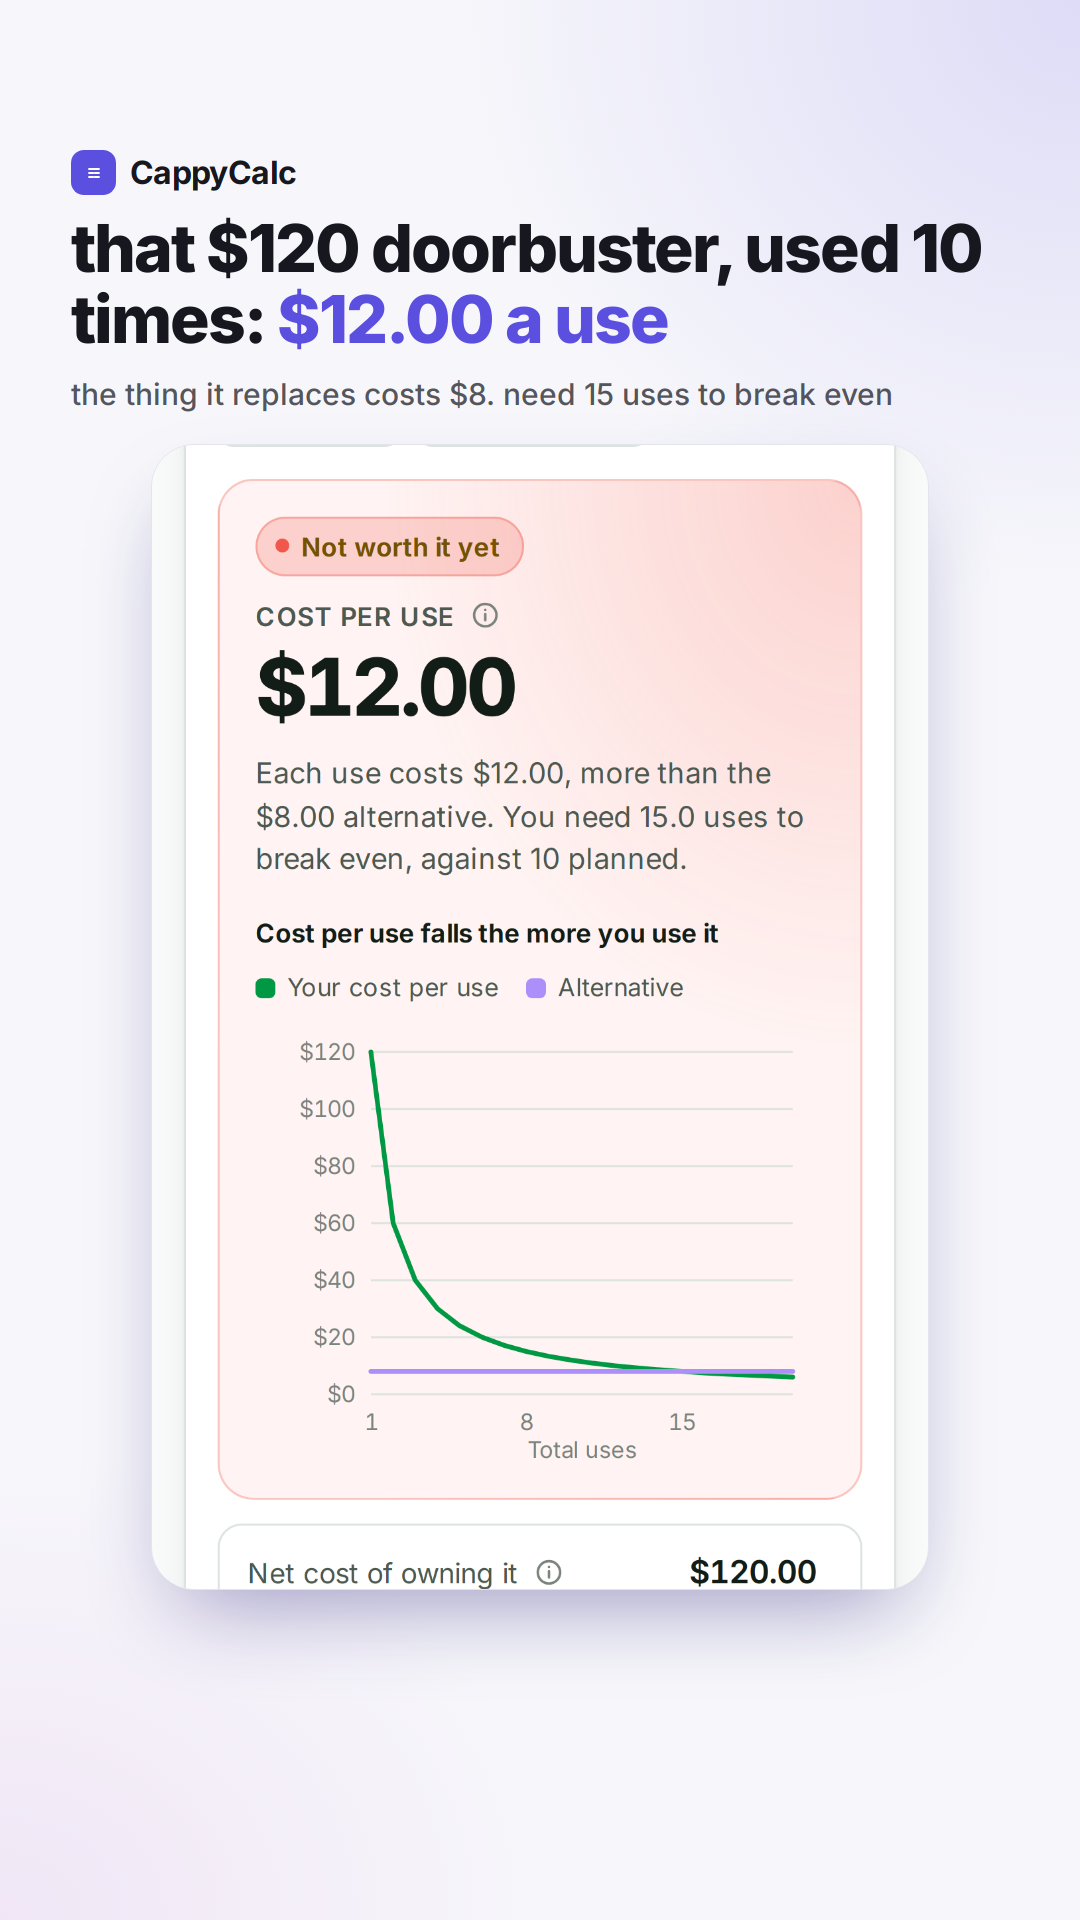 CappyCalc
that $120 doorbuster, used 10
times: $12.00 a use
the thing it replaces costs $8. need 15 uses to break even
Not worth it yet
COST PER USE
$12.00
Each use costs $12.00, more than the
$8.00 alternative. You need 15.0 uses to
break even, against 10 planned.
Cost per use falls the more you use it
Your cost per use Alternative
$120
$100
$80
$60
$40
$20
$0
1 8 15
Total uses
Net cost of owning it $120.00